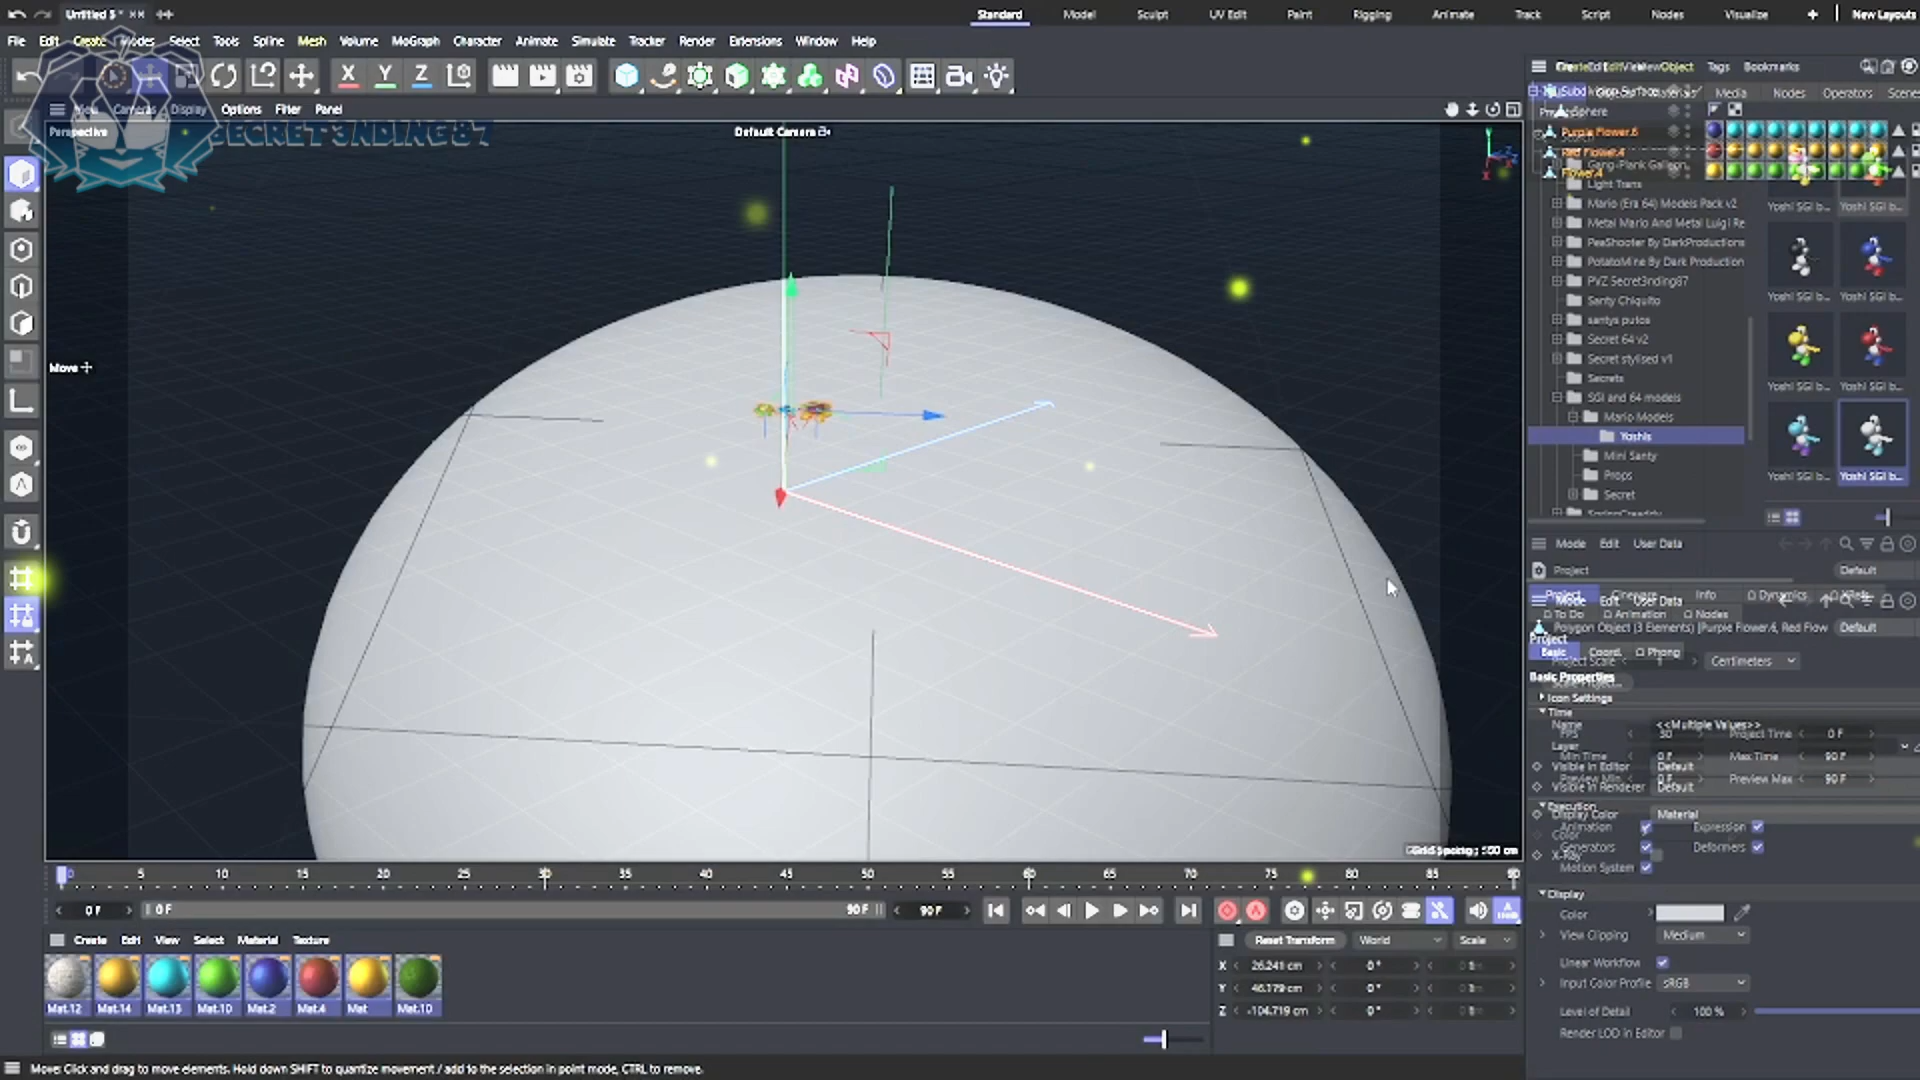 Untitled 5 *
Standard Model Sculpt UV Edit Paint Rigging Animate Track Script Nodes Visualize New Layouts
File Edit Create Modes Select Tools Spline Mesh Volume MoGraph Character Animate Simulate Tracker Render Extensions Window Help
X Y Z
View Cameras Display Options Filter Panel
SECRET3NDING87
Perspective
Default Camera
Move
Grid Spacing : 500 cm
Object Tags Bookmarks
Media Nodes Operators Scenes
Sphere
Purple Flower.6
Red Flower.4
Flower.4
Gang-Plank Galleon
Light Trans
Mario (Era 64) Models Pack v2
Metal Mario And Metal Luigi Re
PeaShooter By DarkProductions
PotatoMine By Dark Production
PVZ Secret3nding87
Santy Chiquito
santys putos
Secret 64 v2
Secret stylised v1
Secrets
SGI and 64 models
Mario Models
Yoshis
Mini Santy
Props
Secret
Yoshi SGI b... Yoshi SGI b...
Yoshi SGI b... Yoshi SGI b...
Yoshi SGI b... Yoshi SGI b...
Yoshi SGI b... Yoshi SGI b...
Mode Edit User Data
Project Default
Project Info Dynamics
To Do Animation Nodes
Mode Edit User Data
Polygon Object (3 Elements) [Purple Flower.6, Red Flow Default
Project
Basic Coord. Phong
Project Scale 1 Centimeters
Basic Properties
Icon Settings
Time
Name <<Multiple Values>>
FPS 30 Project Time 0 F
Layer
Min Time 0 F Max Time 90 F
Visible in Editor Default
Preview Min 0 F Preview Max 90 F
Visible in Renderer Default
Execution
Display Color Material
Animation Expression
Color
Generators Deformers
X-Ray
Motion System
Display
Color
View Clipping Medium
Linear Workflow
Input Color Profile sRGB
Level of Detail 100 %
Render LOD in Editor
0 5 10 15 20 25 30 35 40 45 50 55 60 65 70 75 80 85 90
0 F 0 F 90 F 90 F
Create Edit View Select Material Texture
Mat.12 Mat.14 Mat.13 Mat.10 Mat.2 Mat.4 Mat Mat.10
Reset Transform World Scale
X 26.241 cm 0 °
Y 46.179 cm 0 °
Z -104.719 cm 0 °
Move: Click and drag to move elements. Hold down SHIFT to quantize movement / add to the selection in point mode, CTRL to remove.